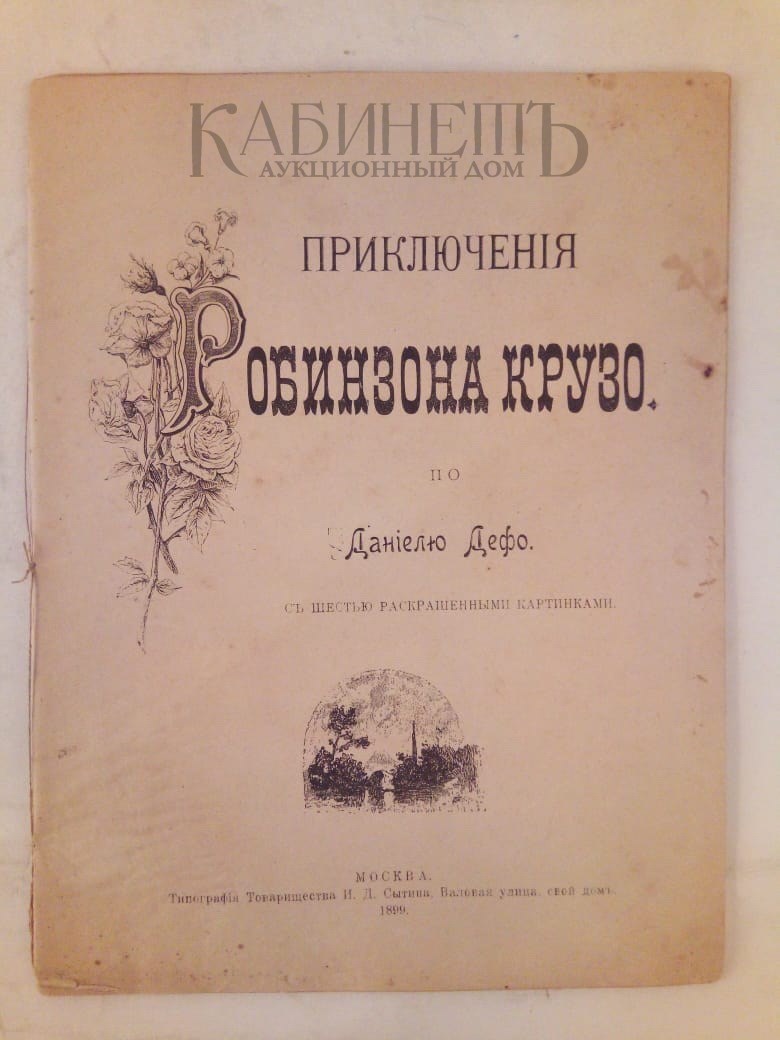 КАБИНЕТЪ
АУКЦИОННЫЙ ДОМ
ПРИКЛЮЧЕНІЯ
РОБИНЗОНА КРУЗО.
ПО
Даніелю Дефо.
СЪ ШЕСТЬЮ РАСКРАШЕННЫМИ КАРТИНКАМИ.
МОСКВА.
Типографія Товарищества И. Д. Сытина, Валовая улица, свой домъ.
1899.